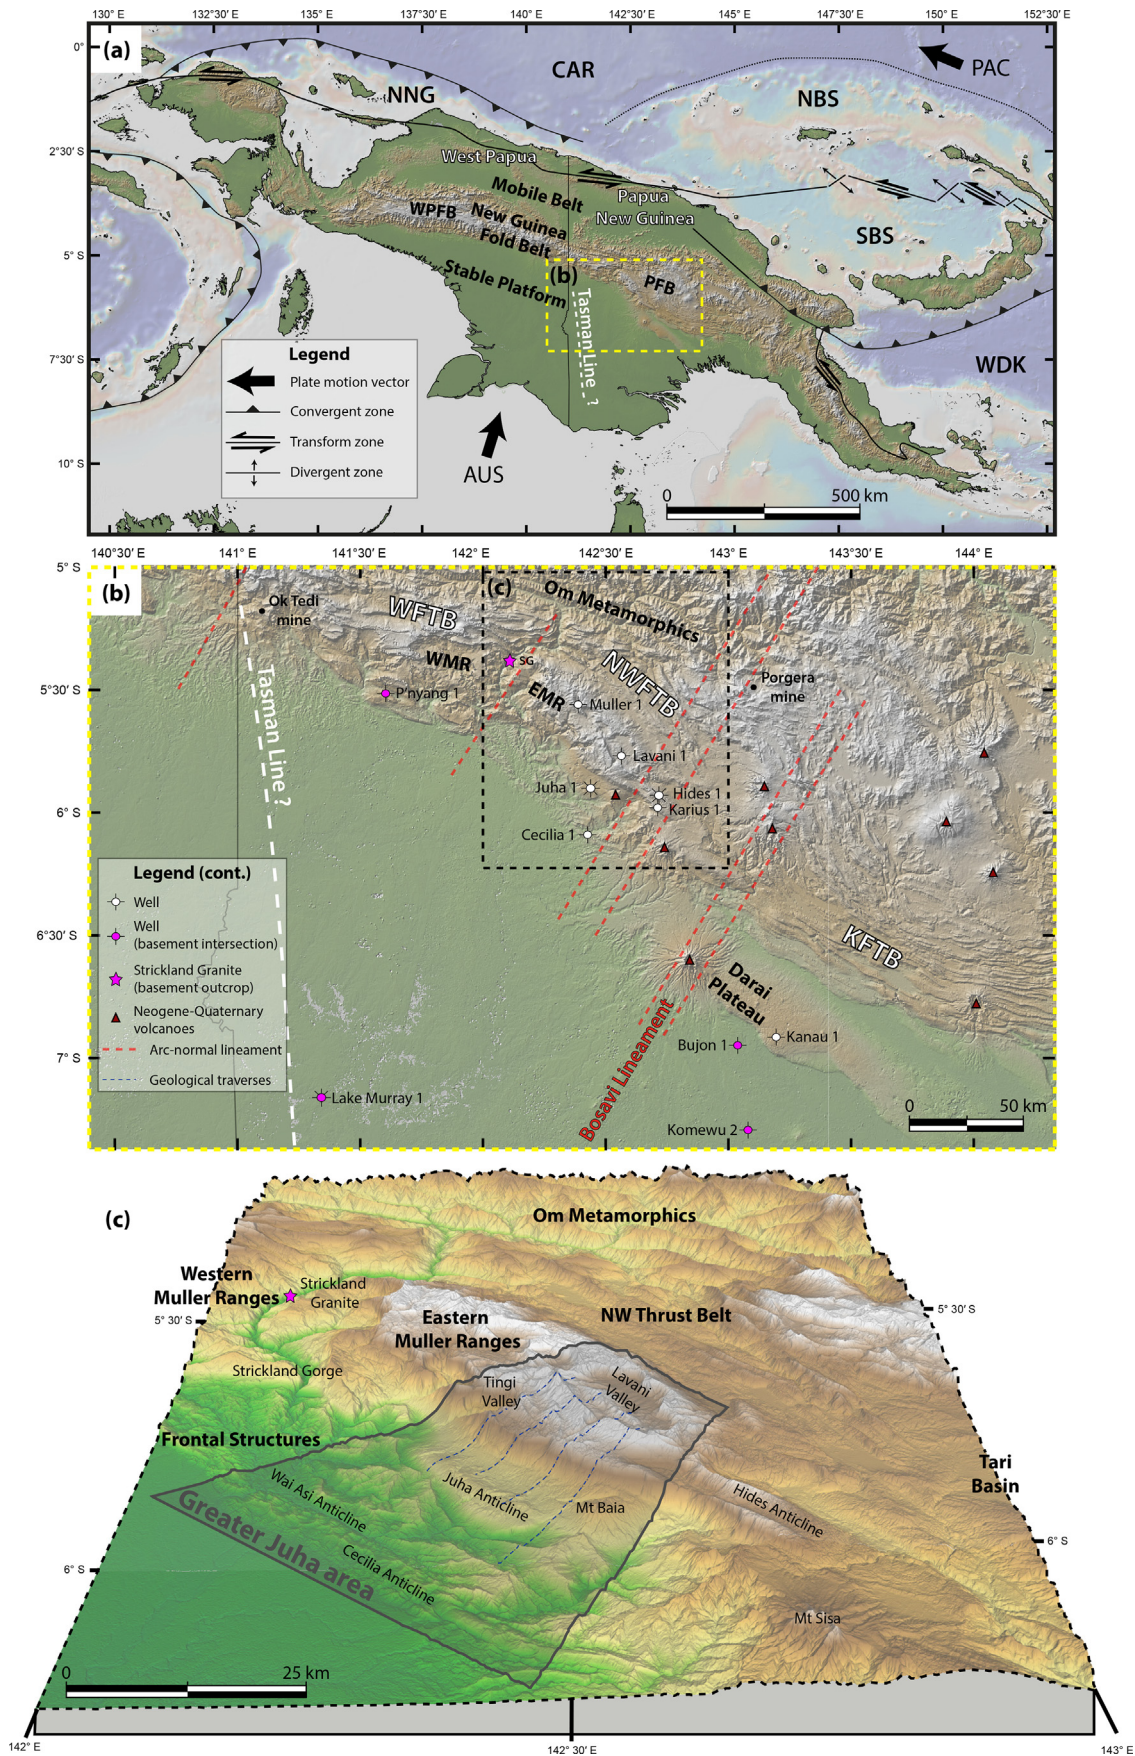 130° E
132°30' E
135° E
137°30' E
140° E
142°30' E
145° E
147°30' E
150° E
152°30' E
(a)
0°
CAR
PAC
NNG
NBS
2°30' S
West Papua
Mobile Belt
Papua
New Guinea
WPFB
New Guinea
Fold Belt
SBS
5° S
Stable Platform
(b)
PFB
Tasman Line ?
7°30' S
WDK
Legend
Plate motion vector
Convergent zone
Transform zone
Divergent zone
10° S
AUS
0
500 km
140°30' E
141° E
141°30' E
142° E
142°30' E
143° E
143°30' E
144° E
5° S
(b)
(c)
Om Metamorphics
Ok Tedi
mine
WFTB
WMR
SG
NWFTB
Porgera
mine
5°30' S
P'nyang 1
EMR
Muller 1
Tasman Line ?
Lavani 1
Juha 1
Hides 1
Karius 1
6° S
Cecilia 1
Legend (cont.)
Well
Well
(basement intersection)
Strickland Granite
(basement outcrop)
Neogene-Quaternary
volcanoes
Arc-normal lineament
Geological traverses
6°30' S
KFTB
Darai
Plateau
Bosavi Lineament
Kanau 1
Bujon 1
7° S
Lake Murray 1
Komewu 2
0
50 km
(c)
Om Metamorphics
Western
Muller Ranges
Strickland
Granite
5° 30' S
Eastern
Muller Ranges
NW Thrust Belt
5° 30' S
Strickland Gorge
Tingi
Valley
Lavani
Valley
Frontal Structures
Wai Asi Anticline
Juha Anticline
Mt Baia
Hides Anticline
Tari
Basin
Greater Juha area
Cecilia Anticline
6° S
6° S
Mt Sisa
0
25 km
142° E
142° 30' E
143° E